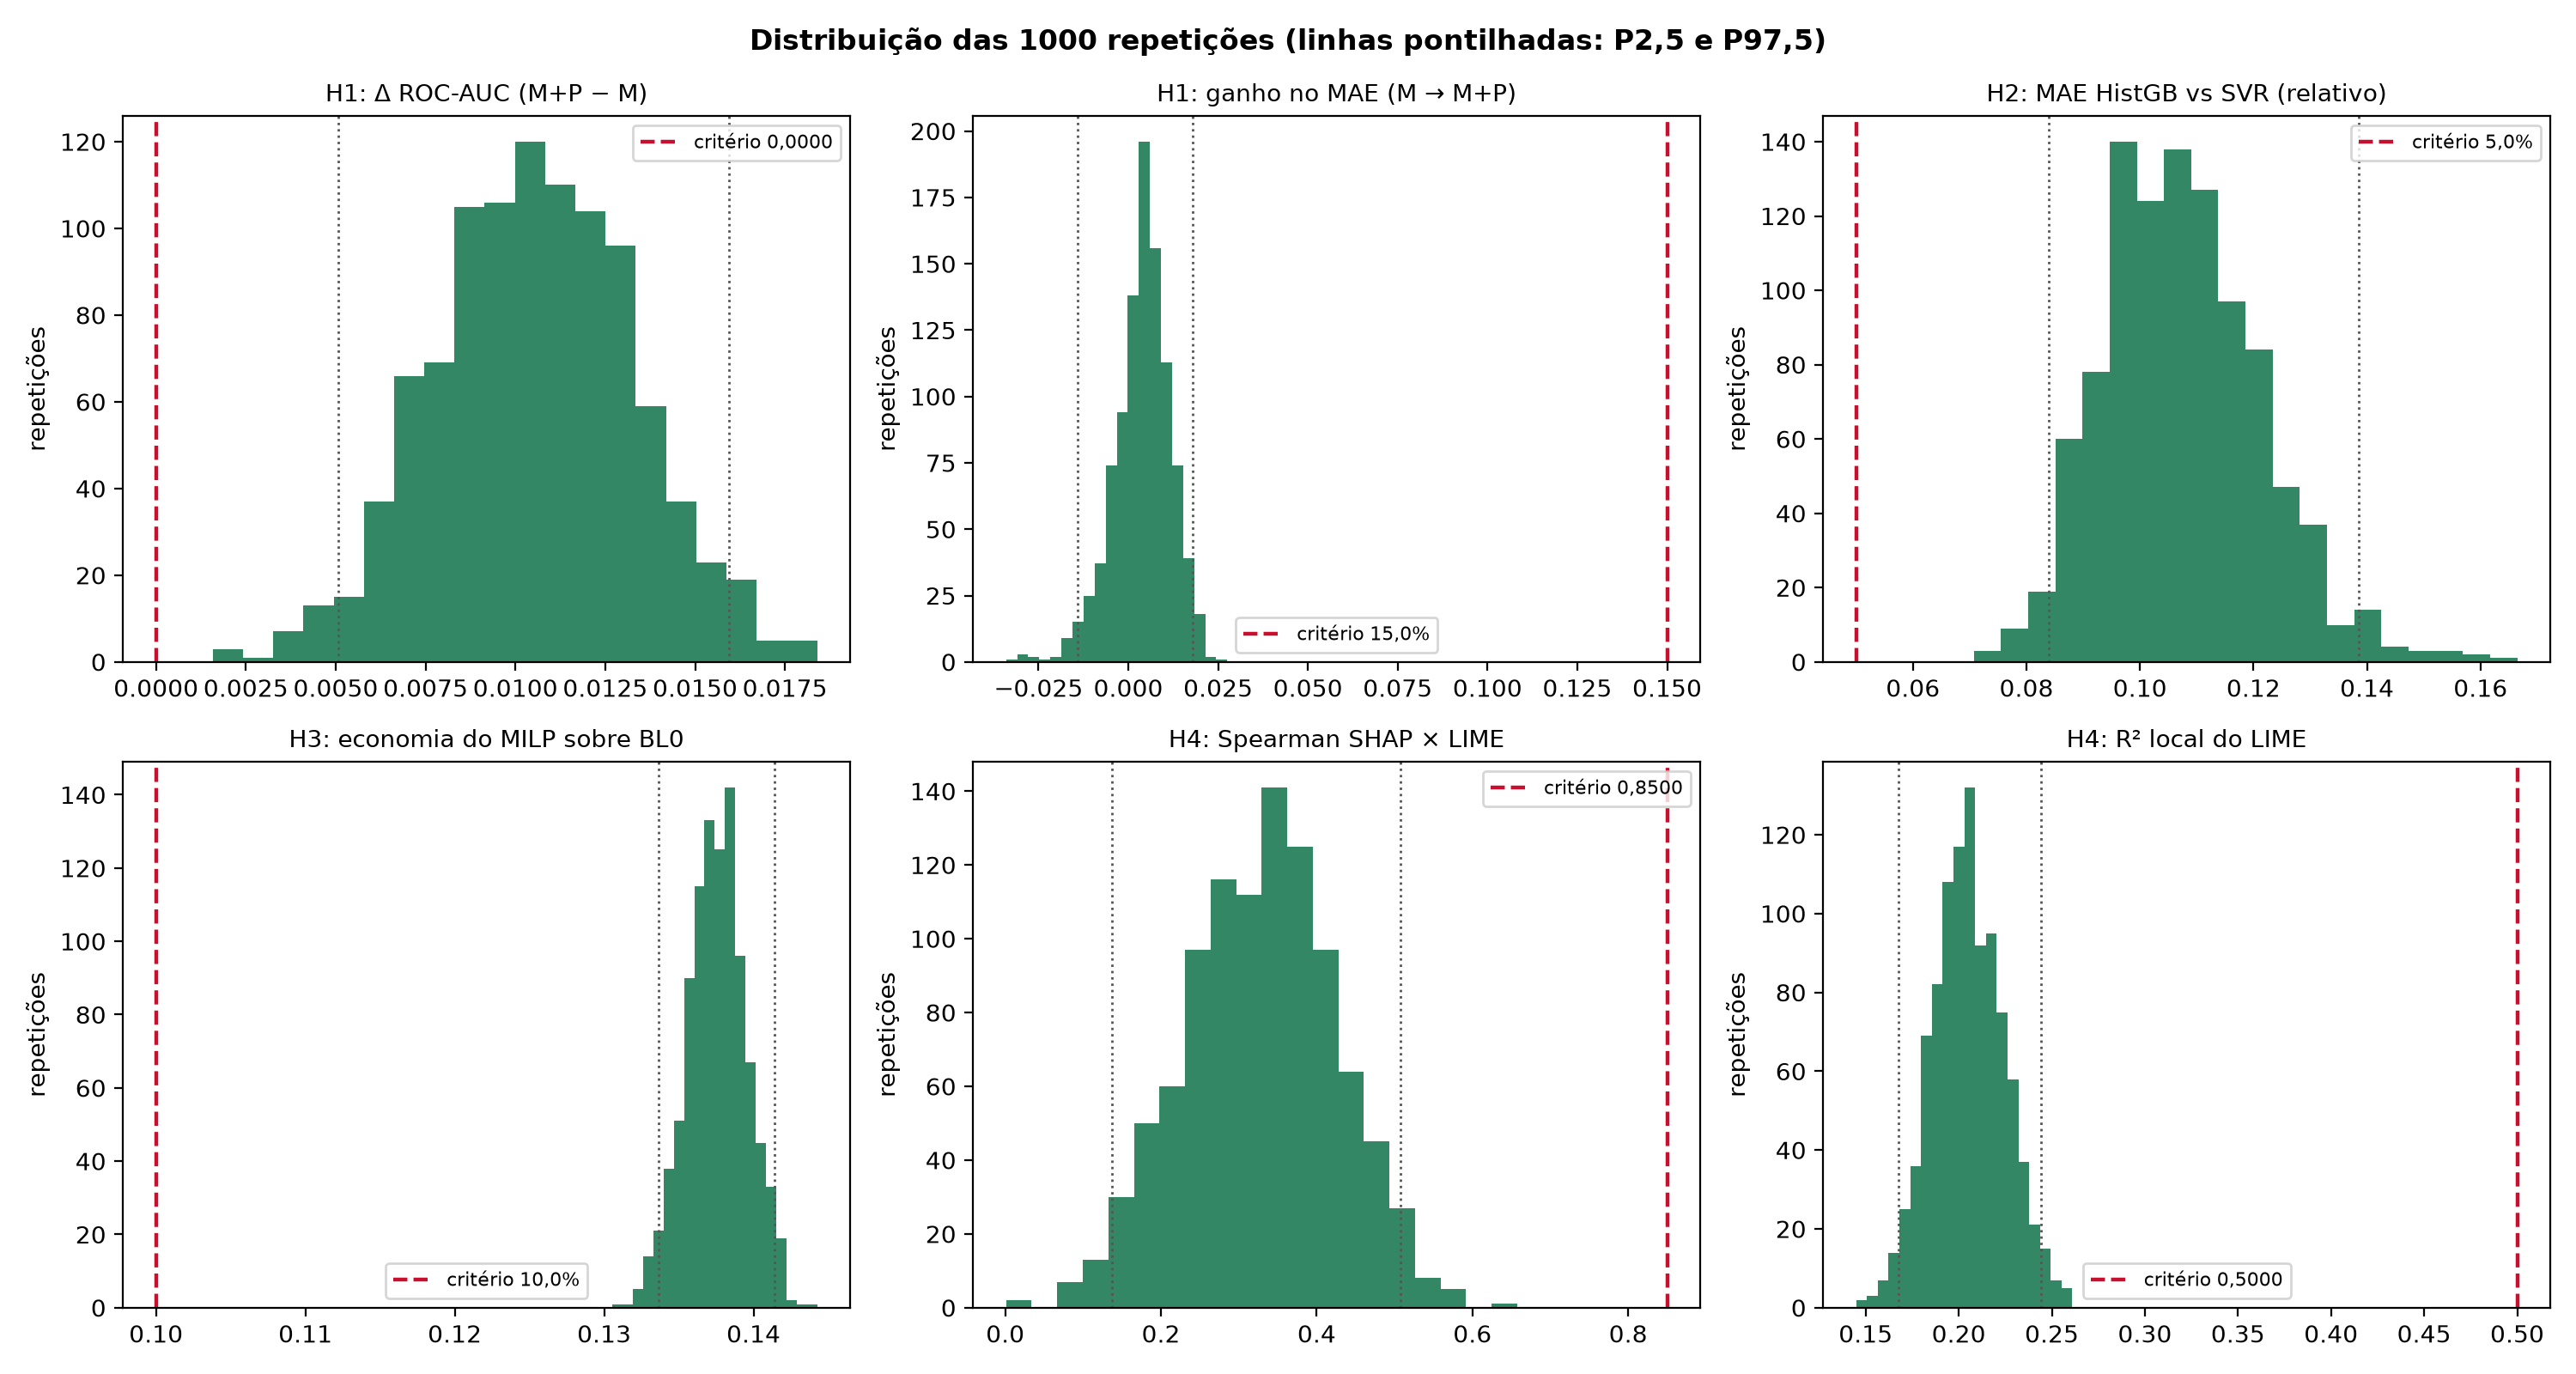 Distribuição das 1000 repetições (linhas pontilhadas: P2,5 e P97,5)
H1: Δ ROC-AUC (M+P − M)
critério 0,0000
repetições
120
100
80
60
40
20
0
0.0000 0.0025 0.0050 0.0075 0.0100 0.0125 0.0150 0.0175
H1: ganho no MAE (M → M+P)
critério 15,0%
repetições
200
175
150
125
100
75
50
25
0
−0.025 0.000 0.025 0.050 0.075 0.100 0.125 0.150
H2: MAE HistGB vs SVR (relativo)
critério 5,0%
repetições
140
120
100
80
60
40
20
0
0.06 0.08 0.10 0.12 0.14 0.16
H3: economia do MILP sobre BL0
critério 10,0%
repetições
140
120
100
80
60
40
20
0
0.10 0.11 0.12 0.13 0.14
H4: Spearman SHAP × LIME
critério 0,8500
repetições
140
120
100
80
60
40
20
0
0.0 0.2 0.4 0.6 0.8
H4: R² local do LIME
critério 0,5000
repetições
120
100
80
60
40
20
0
0.15 0.20 0.25 0.30 0.35 0.40 0.45 0.50